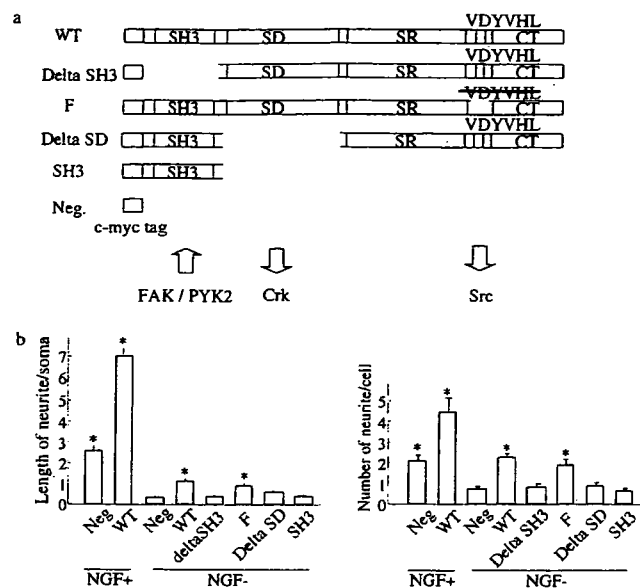 a
VDYVHL
WT SH3 SD SR CT
VDYVHL
Delta SH3 SD SR CT
VDYVHL
F SH3 SD SR CT
VDYVHL
Delta SD SH3 SR CT
SH3 SH3
Neg.
c-myc tag
FAK / PYK2 Crk Src
b
Length of neurite/soma
7
6
5
4
3
2
1
0
* * * *
Neg WT Neg WT deltaSH3 F Delta SD SH3
NGF+ NGF-
Number of neurite/cell
5
4
3
2
1
0
* * * *
Neg WT Neg WT Delta SH3 F Delta SD SH3
NGF+ NGF-